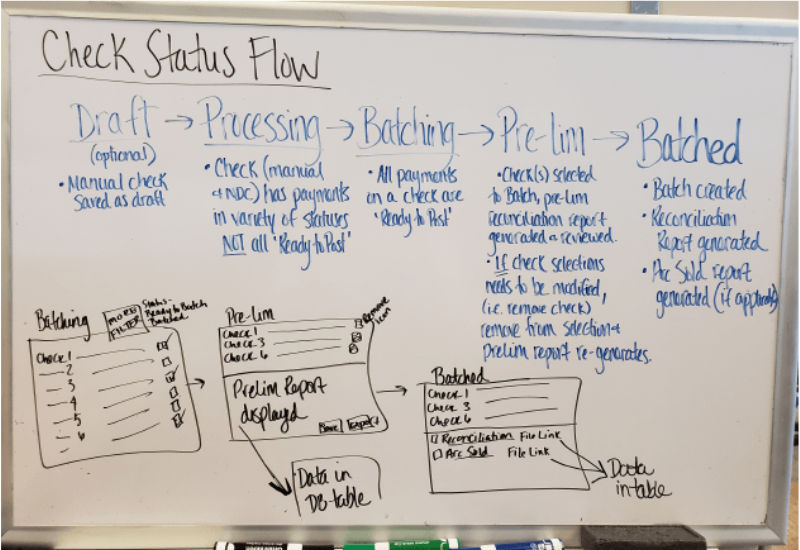 Check Status Flow
Draft → Processing → Batching → Pre-lim → Batched
(optional)
• Manual check
Saved as draft
• Check (manual
+ NDC) has payments
in variety of statuses
NOT all "Ready to Post"
• All payments
on a check are
"Ready to Post"
• Check(s) selected
to Batch, pre-lim
reconciliation report
generated & reviewed.
• If check selections
needs to be modified,
(i.e. remove check)
remove from selection +
Prelim report re-generates.
• Batch created
• Reconciliation
Report generated
• Arc Sold report
generated (if applicable)
Batching
MORE
FILTER
Status-
Ready to Batch
Batched
Check 1
2
3
4
5
6
Pre-lim
Remove
icon
Check 1
Check 3
Check 6
Prelim Report
displayd
Data in
DB-table
Batched
Check 1
Check 3
Check 6
Reconciliation File Link
Arc Sold File Link
Data
in table